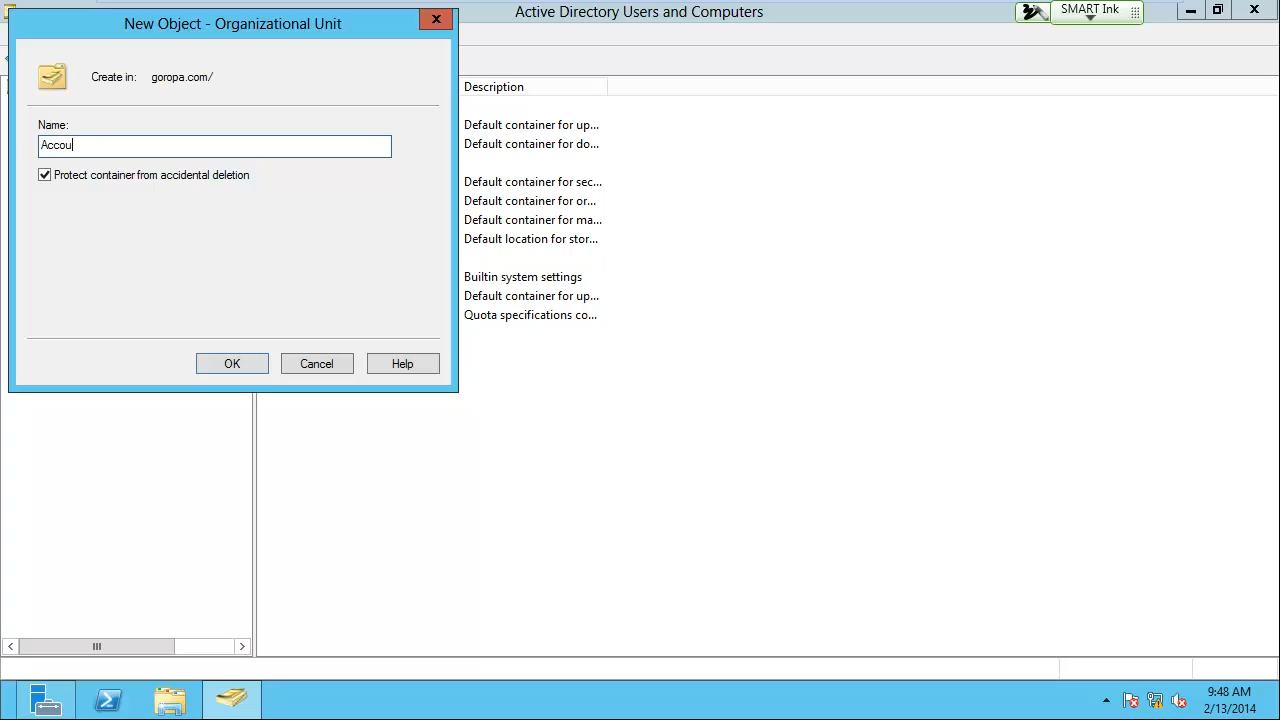 New Object - Organizational Unit
x
Active Directory Users and Computers
SMART Ink
Create in: goropa.com/
Name:
Accou
Protect container from accidental deletion
OK
Cancel
Help
Description
Default container for up...
Default container for do...
Default container for sec...
Default container for or...
Default container for ma...
Default location for stor...
Builtin system settings
Default container for up...
Quota specifications co...
9:48 AM
2/13/2014